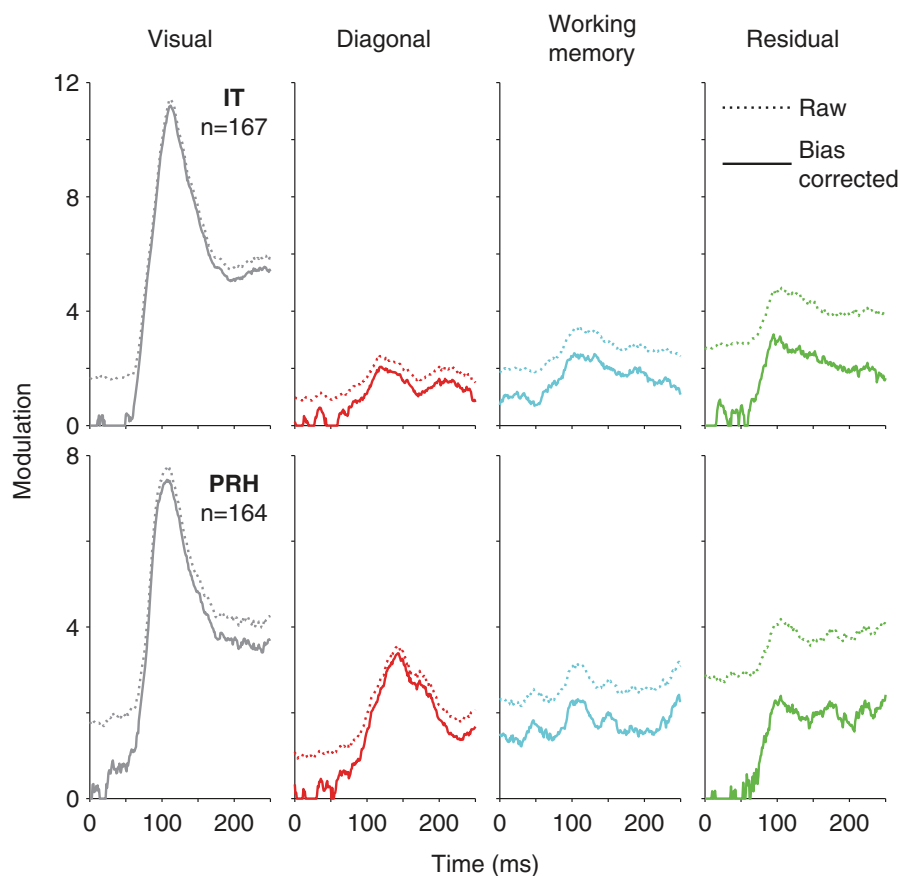 Visual
Diagonal
Working
memory
Residual
12
8
4
0
IT
n=167
Raw
Bias
corrected
Modulation
8
4
0
PRH
n=164
0 100 200
0 100 200
0 100 200
0 100 200
Time (ms)